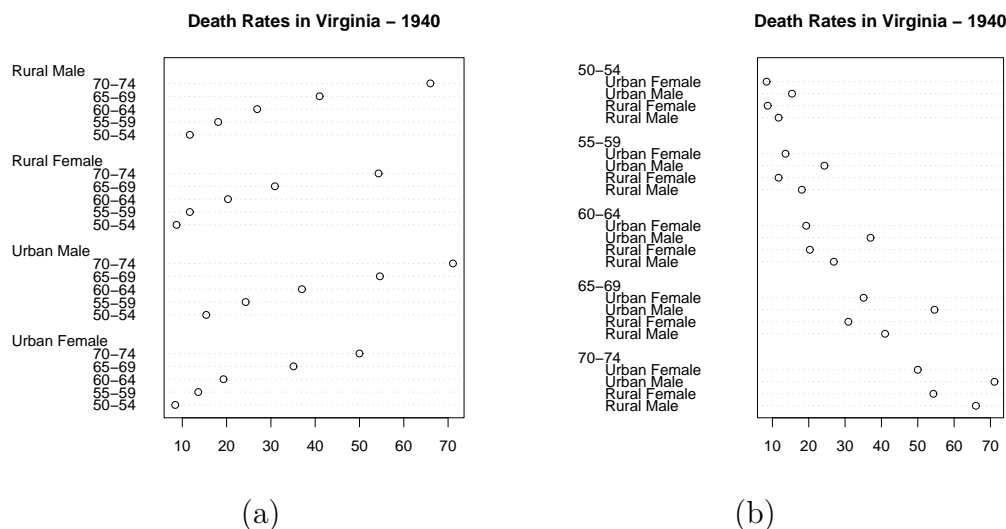 Death Rates in Virginia − 1940
Rural Male
70−74
65−69
60−64
55−59
50−54
Rural Female
70−74
65−69
60−64
55−59
50−54
Urban Male
70−74
65−69
60−64
55−59
50−54
Urban Female
70−74
65−69
60−64
55−59
50−54
10 20 30 40 50 60 70
(a)
Death Rates in Virginia − 1940
50−54
Urban Female
Urban Male
Rural Female
Rural Male
55−59
Urban Female
Urban Male
Rural Female
Rural Male
60−64
Urban Female
Urban Male
Rural Female
Rural Male
65−69
Urban Female
Urban Male
Rural Female
Rural Male
70−74
Urban Female
Urban Male
Rural Female
Rural Male
10 20 30 40 50 60 70
(b)